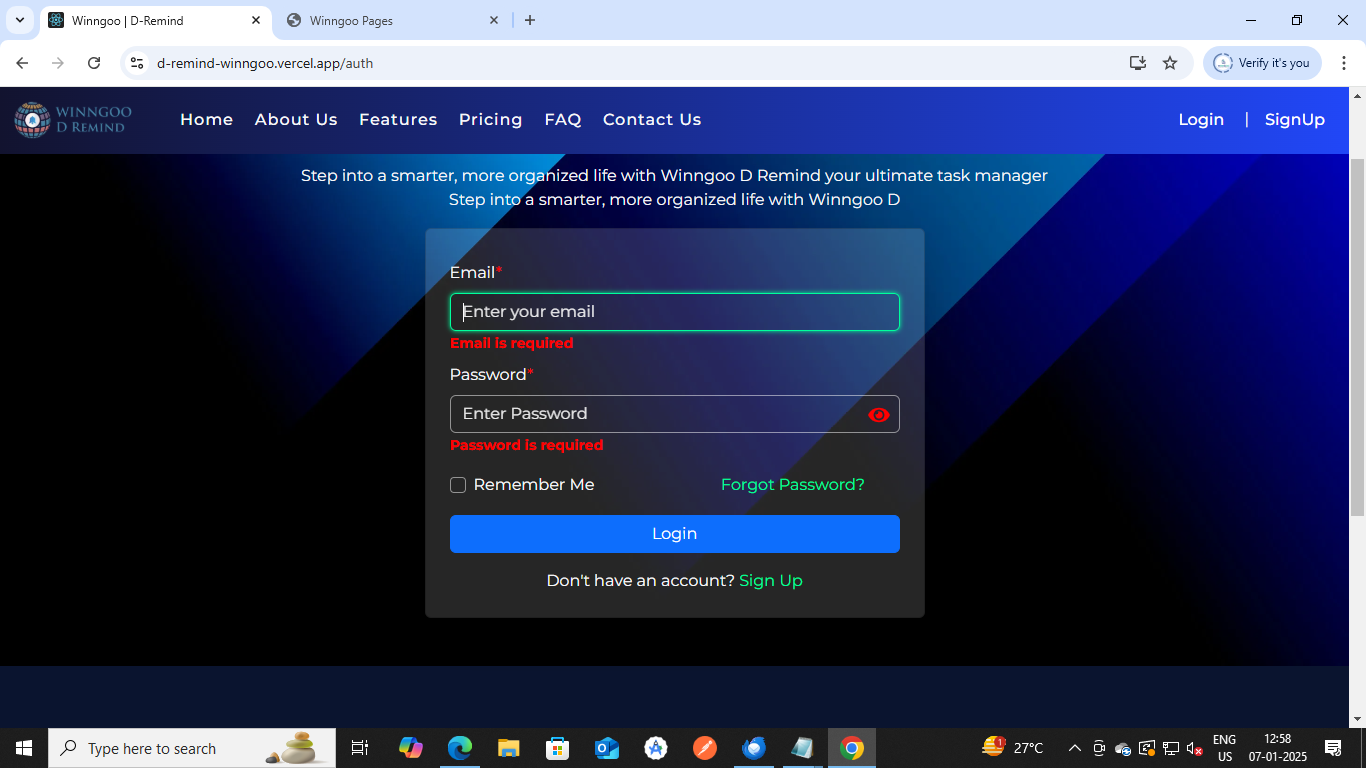 Winngoo | D-Remind
Winngoo Pages
d-remind-winngoo.vercel.app/auth
Verify it's you
WINNGOO
D REMIND
Home About Us Features Pricing FAQ Contact Us
Login | SignUp
Step into a smarter, more organized life with Winngoo D Remind your ultimate task manager
Step into a smarter, more organized life with Winngoo D
Email*
Enter your email
Email is required
Password*
Enter Password
Password is required
Remember Me Forgot Password?
Login
Don't have an account? Sign Up
Type here to search
1
27°C
ENG
US
12:58
07-01-2025